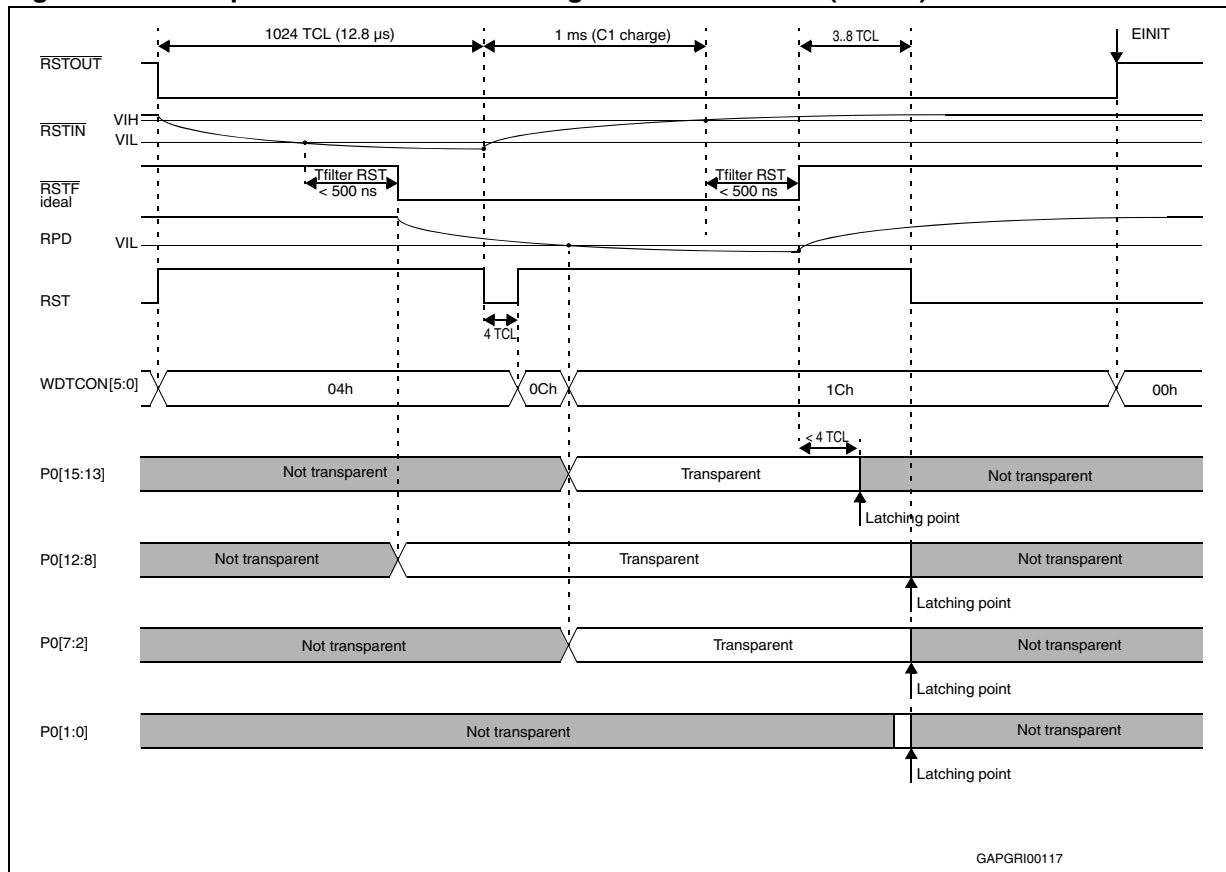 1024 TCL (12.8 µs) 1 ms (C1 charge) 3..8 TCL EINIT
RSTOUT
VIH
RSTIN
VIL
Tfilter RST Tfilter RST
RSTF < 500 ns < 500 ns
ideal
RPD VIL
RST
4 TCL
WDTCON[5:0] 04h 0Ch 1Ch 00h
< 4 TCL
P0[15:13] Not transparent Transparent Not transparent
Latching point
P0[12:8] Not transparent Transparent Not transparent
Latching point
P0[7:2] Not transparent Transparent Not transparent
Latching point
P0[1:0] Not transparent Not transparent
Latching point
GAPGRI00117